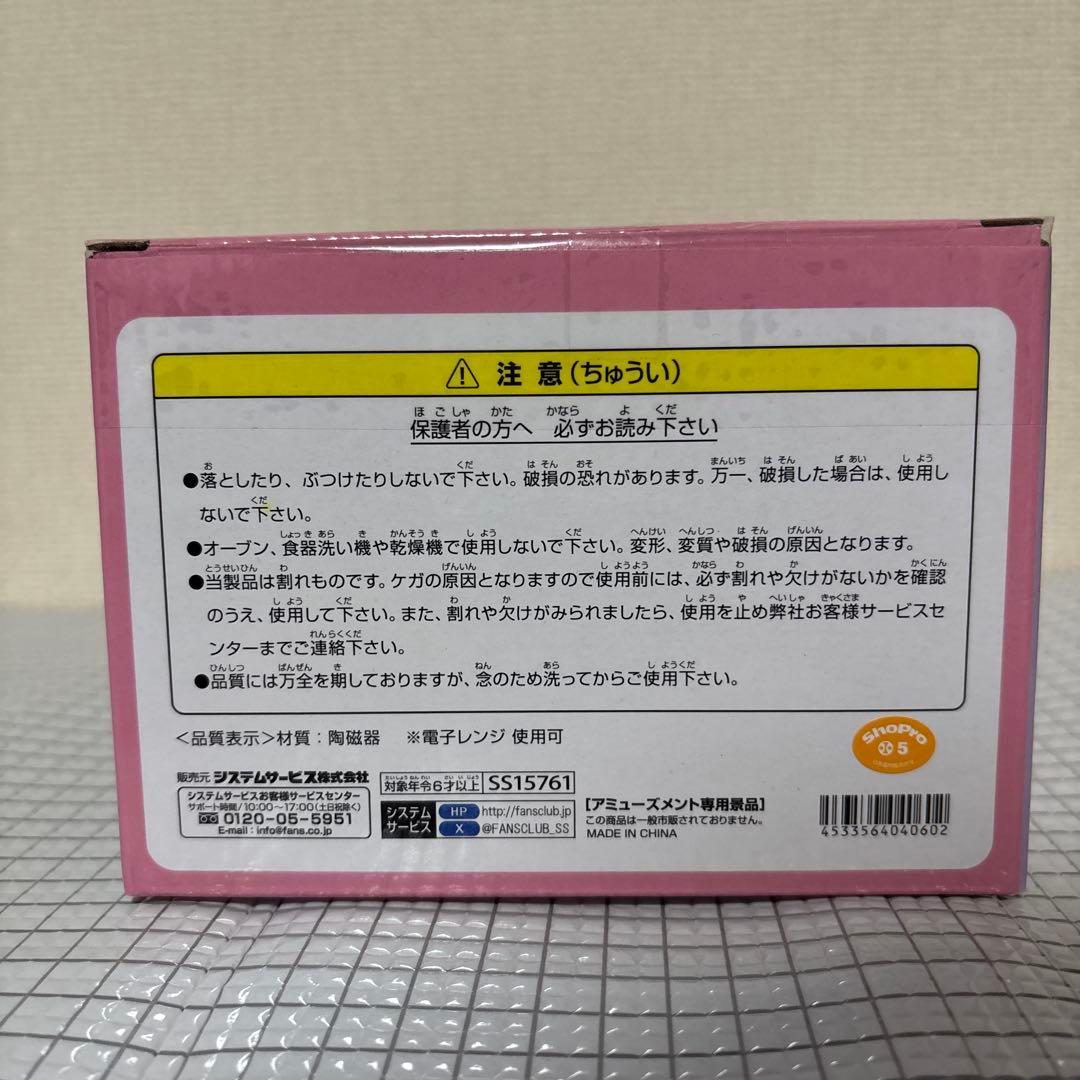 注意(ちゅうい)
保護者の方へ 必ずお読み下さい
●落としたり、ぶつけたりしないで下さい。破損の恐れがあります。万一、破損した場合は、使用し
ないで下さい。
●オーブン、食器洗い機や乾燥機で使用しないで下さい。変形、変質や破損の原因となります。
●当製品は割れものです。ケガの原因となりますので使用前には、必ず割れや欠けがないかを確認
のうえ、使用して下さい。また、割れや欠けがみられましたら、使用を止め弊社お客様サービスセ
ンターまでご連絡下さい。
●品質には万全を期しておりますが、念のため洗ってからご使用下さい。
<品質表示>材質:陶磁器 ※電子レンジ 使用可
ShoPro
5
販売元 システムサービス株式会社
システムサービスお客様サービスセンター
サポート時間/10:00〜17:00(土日祝除く)
0120-05-5951
E-mail:info@fans.co.jp
対象年令6才以上 SS15761
システムサービス
HP http://fansclub.jp
X @FANSCLUB_SS
[アミューズメント専用景品]
この商品は一般市販されておりません。
MADE IN CHINA
4533564040602